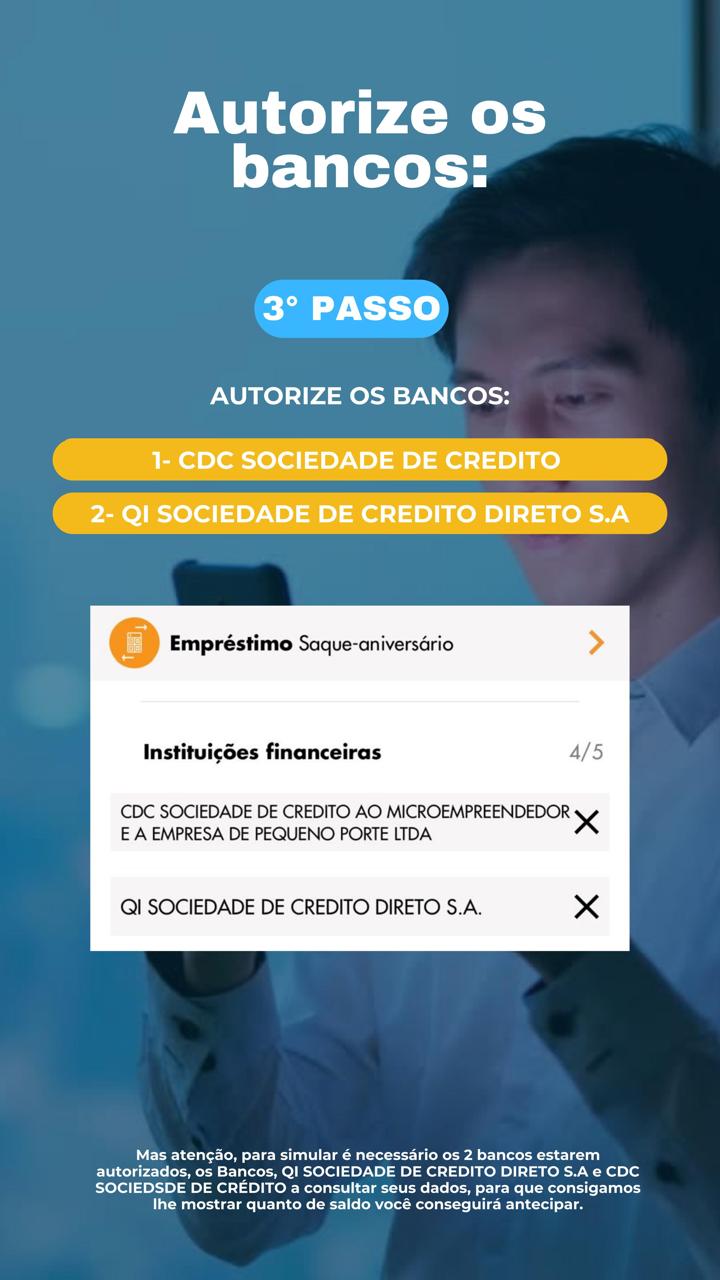 Autorize os
bancos:
3° PASSO
AUTORIZE OS BANCOS:
1- CDC SOCIEDADE DE CREDITO
2- QI SOCIEDADE DE CREDITO DIRETO S.A
Empréstimo Saque-aniversário
Instituições financeiras 4/5
CDC SOCIEDADE DE CREDITO AO MICROEMPREENDEDOR
E A EMPRESA DE PEQUENO PORTE LTDA
QI SOCIEDADE DE CREDITO DIRETO S.A.
Mas atenção, para simular é necessário os 2 bancos estarem
autorizados, os Bancos, QI SOCIEDADE DE CREDITO DIRETO S.A e CDC
SOCIEDSDE DE CRÉDITO a consultar seus dados, para que consigamos
lhe mostrar quanto de saldo você conseguirá antecipar.